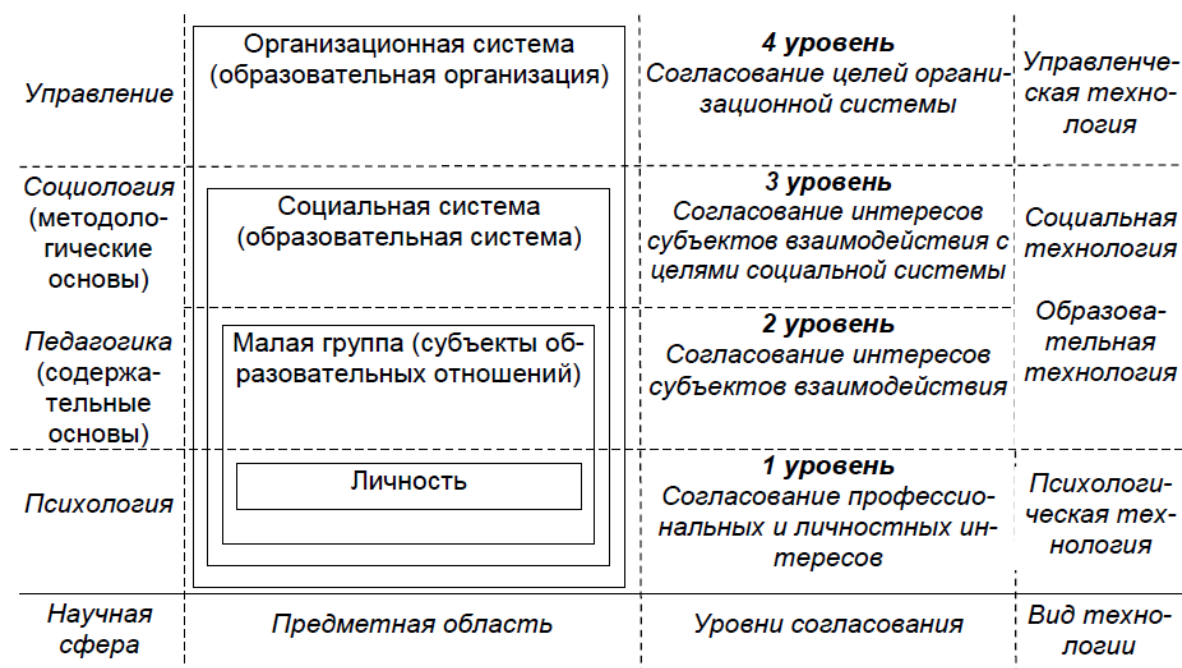 Управление
Организационная система
(образовательная организация)
4 уровень
Согласование целей органи-
зационной системы
Управленче-
ская техно-
логия
Социология
(методоло-
гические
основы)
Социальная система
(образовательная система)
3 уровень
Согласование интересов
субъектов взаимодействия с
целями социальной системы
Социальная
технология
Педагогика
(содержа-
тельные
основы)
Малая группа (субъекты об-
разовательных отношений)
2 уровень
Согласование интересов
субъектов взаимодействия
Образова-
тельная
технология
Психология
Личность
1 уровень
Согласование профессио-
нальных и личностных ин-
тересов
Психологи-
ческая тех-
нология
Научная
сфера
Предметная область
Уровни согласования
Вид техно-
логии